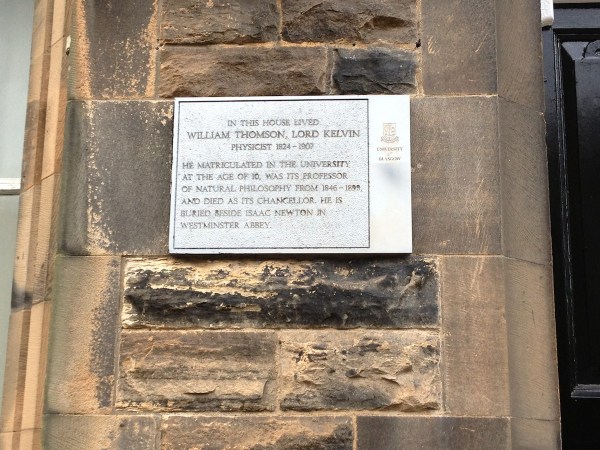 IN THIS HOUSE LIVED
WILLIAM THOMSON, LORD KELVIN
PHYSICIST 1824-1907
HE MATRICULATED IN THE UNIVERSITY
AT THE AGE OF 10, WAS ITS PROFESSOR
OF NATURAL PHILOSOPHY FROM 1846-1899,
AND DIED AS ITS CHANCELLOR. HE IS
BURIED BESIDE ISAAC NEWTON IN
WESTMINSTER ABBEY.
UNIVERSITY
of
GLASGOW